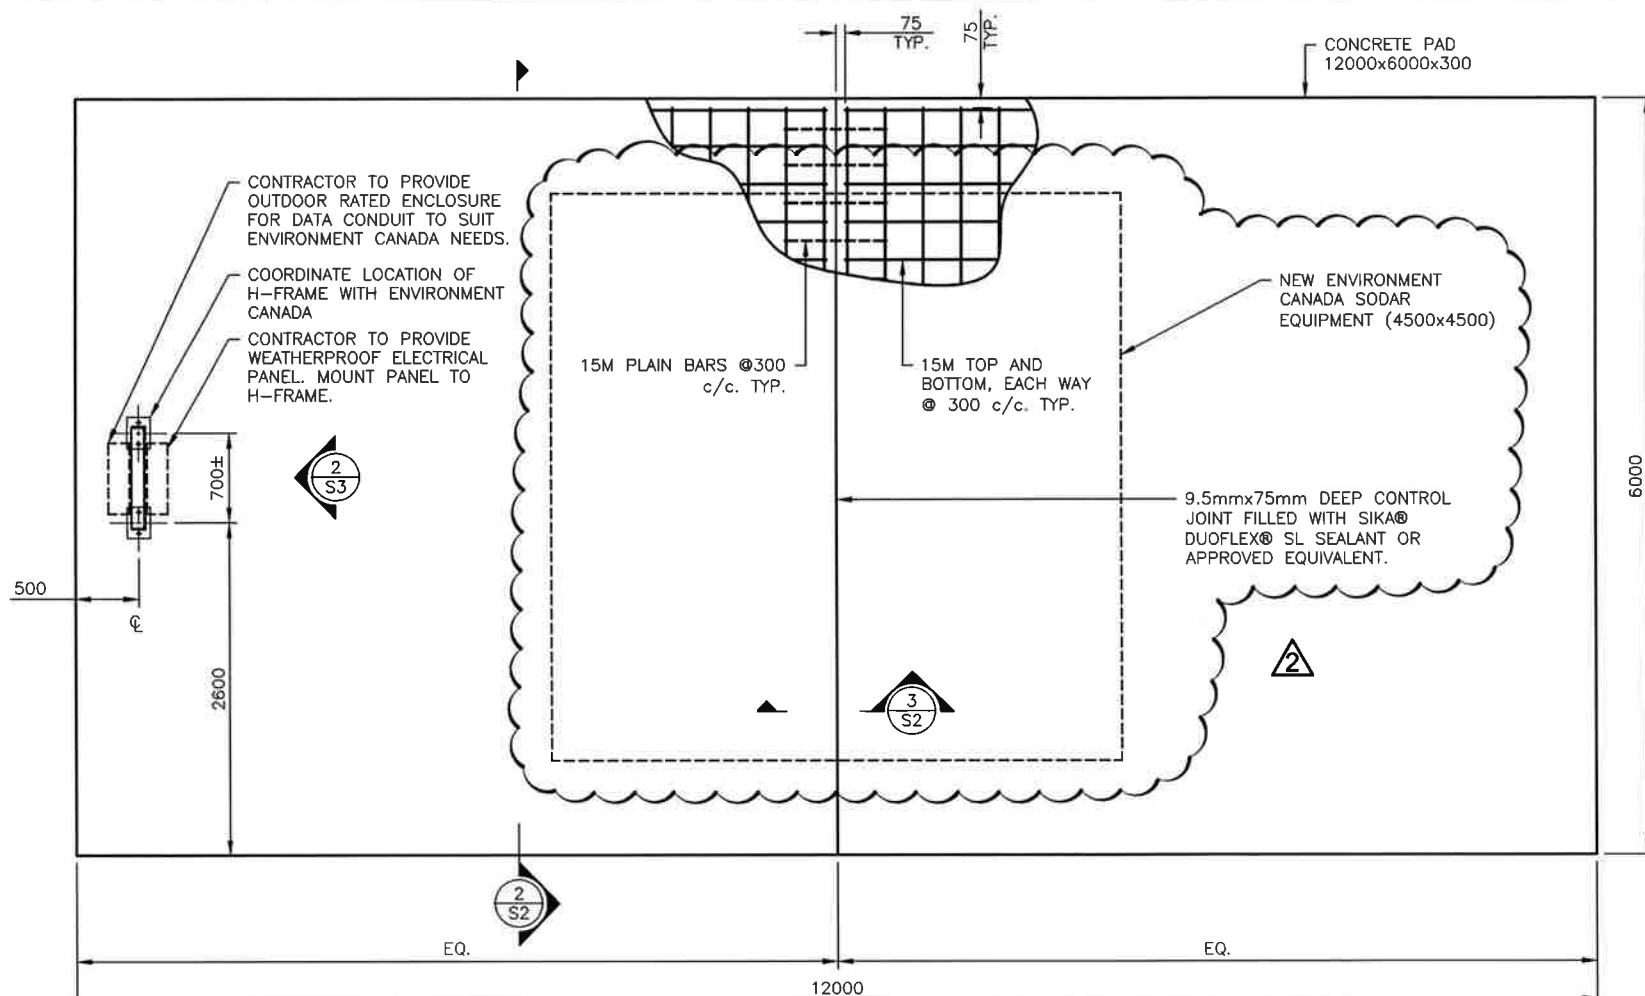 75
TYP.
75
TYP.
CONCRETE PAD
12000x6000x300
CONTRACTOR TO PROVIDE
OUTDOOR RATED ENCLOSURE
FOR DATA CONDUIT TO SUIT
ENVIRONMENT CANADA NEEDS.
COORDINATE LOCATION OF
H-FRAME WITH ENVIRONMENT
CANADA
CONTRACTOR TO PROVIDE
WEATHERPROOF ELECTRICAL
PANEL. MOUNT PANEL TO
H-FRAME.
NEW ENVIRONMENT
CANADA SODAR
EQUIPMENT (4500x4500)
15M PLAIN BARS @300
c/c. TYP.
15M TOP AND
BOTTOM, EACH WAY
@ 300 c/c. TYP.
700±
2
S3
6000
9.5mmx75mm DEEP CONTROL
JOINT FILLED WITH SIKA®
DUOFLEX® SL SEALANT OR
APPROVED EQUIVALENT.
500
℄
2600
2
3
S2
2
S2
EQ.
EQ.
12000